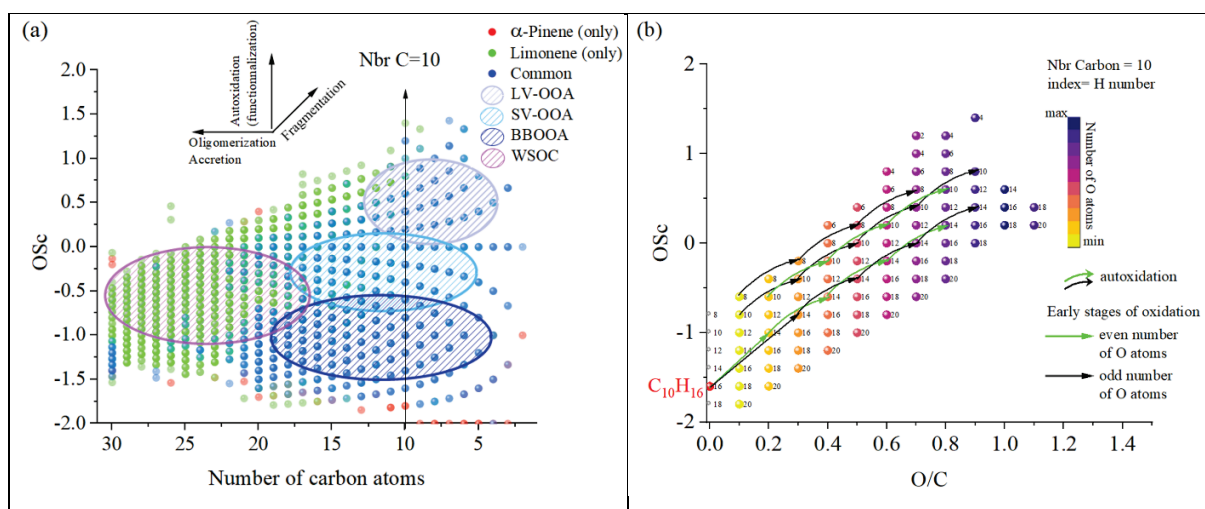 (a)
α-Pinene (only)
Limonene (only)
Common
LV-OOA
SV-OOA
BBOOA
WSOC
Nbr C=10
Autoxidation
(functionnalization)
Fragmentation
Oligomerization
Accretion
2.0
1.5
1.0
0.5
0.0
-0.5
-1.0
-1.5
-2.0
OSc
30
25
20
15
10
5
Number of carbon atoms
(b)
Nbr Carbon = 10
index= H number
max
min
Number of O atoms
autoxidation
Early stages of oxidation
even number
of O atoms
odd number
of O atoms
C₁₀H₁₆
2
1
0
-1
-2
OSc
0.0
0.2
0.4
0.6
0.8
1.0
1.2
1.4
O/C